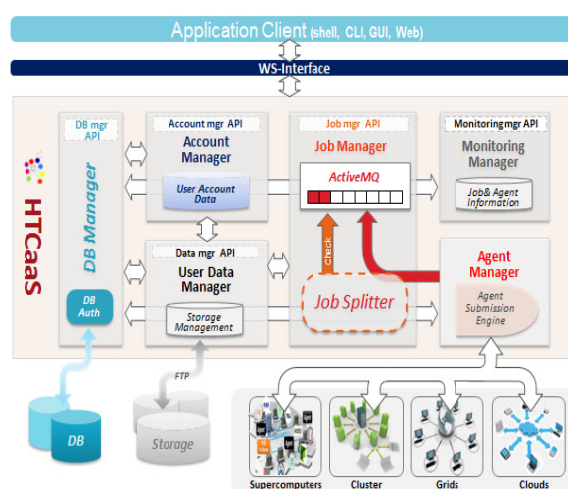 Application Client (shell, CLI, GUI, Web)
WS-Interface
HTCaaS
DB mgr
API
DB Manager
DB
Auth
Account mgr API
Account
Manager
User Account
Data
Data mgr API
User Data
Manager
Storage
Management
Job mgr API
Job Manager
ActiveMQ
Check
Job Splitter
Monitoring mgr API
Monitoring
Manager
Job& Agent
Information
Agent
Manager
Agent
Submission
Engine
FTP
DB
Storage
Agent
Agent
Agent
Supercomputers
Cluster
Grids
Clouds